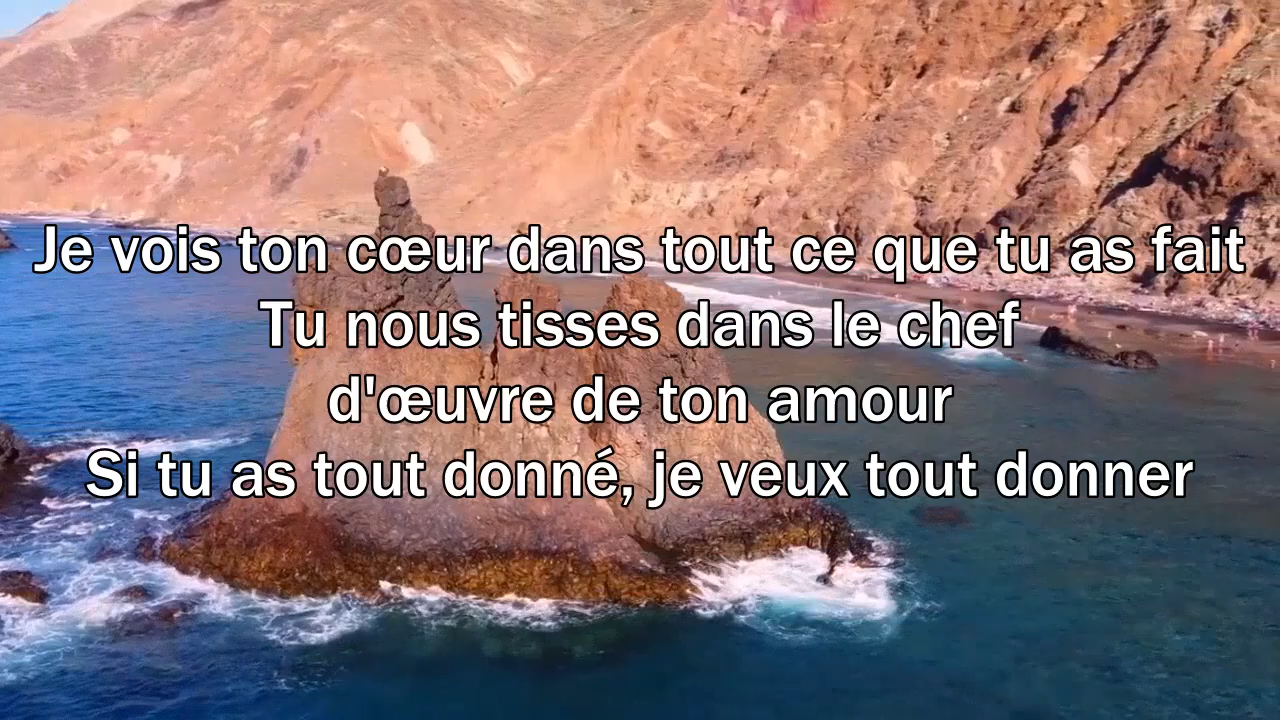 Je vois ton cœur dans tout ce que tu as fait
Tu nous tisses dans le chef
d'œuvre de ton amour
Si tu as tout donné, je veux tout donner